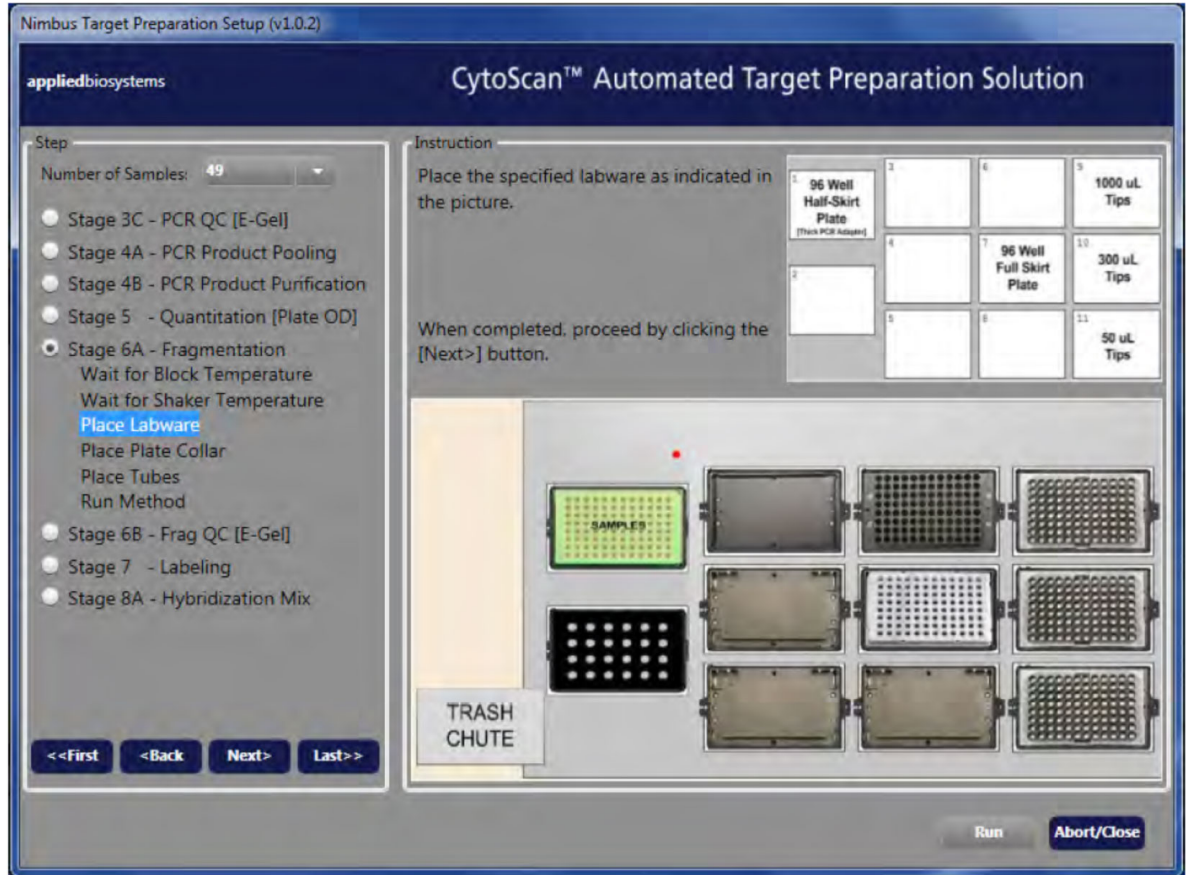 Nimbus Target Preparation Setup (v1.0.2)
appliedbiosystems
CytoScan™ Automated Target Preparation Solution
Step
Number of Samples: 49
Stage 3C - PCR QC [E-Gel]
Stage 4A - PCR Product Pooling
Stage 4B - PCR Product Purification
Stage 5 - Quantitation [Plate OD]
Stage 6A - Fragmentation
Wait for Block Temperature
Wait for Shaker Temperature
Place Labware
Place Plate Collar
Place Tubes
Run Method
Stage 6B - Frag QC [E-Gel]
Stage 7 - Labeling
Stage 8A - Hybridization Mix
<<First
<Back
Next>
Last>>
Instruction
Place the specified labware as indicated in
the picture.
When completed, proceed by clicking the
[Next>] button.
1
96 Well
Half-Skirt
Plate
[Thick PCR Adapter]
2
3
4
5
6
7
96 Well
Full Skirt
Plate
6
9
1000 uL
Tips
10
300 uL
Tips
11
50 uL
Tips
SAMPLES
TRASH
CHUTE
Run
Abort/Close